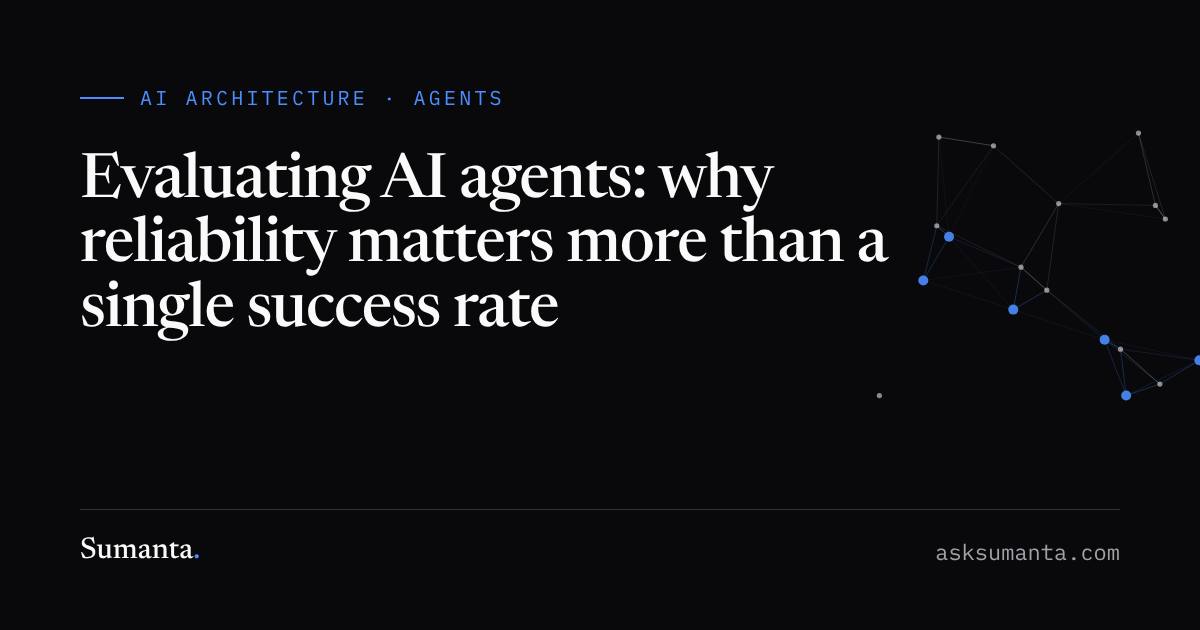 AI ARCHITECTURE · AGENTS
Evaluating AI agents: why
reliability matters more than a
single success rate
Sumanta.
asksumanta.com